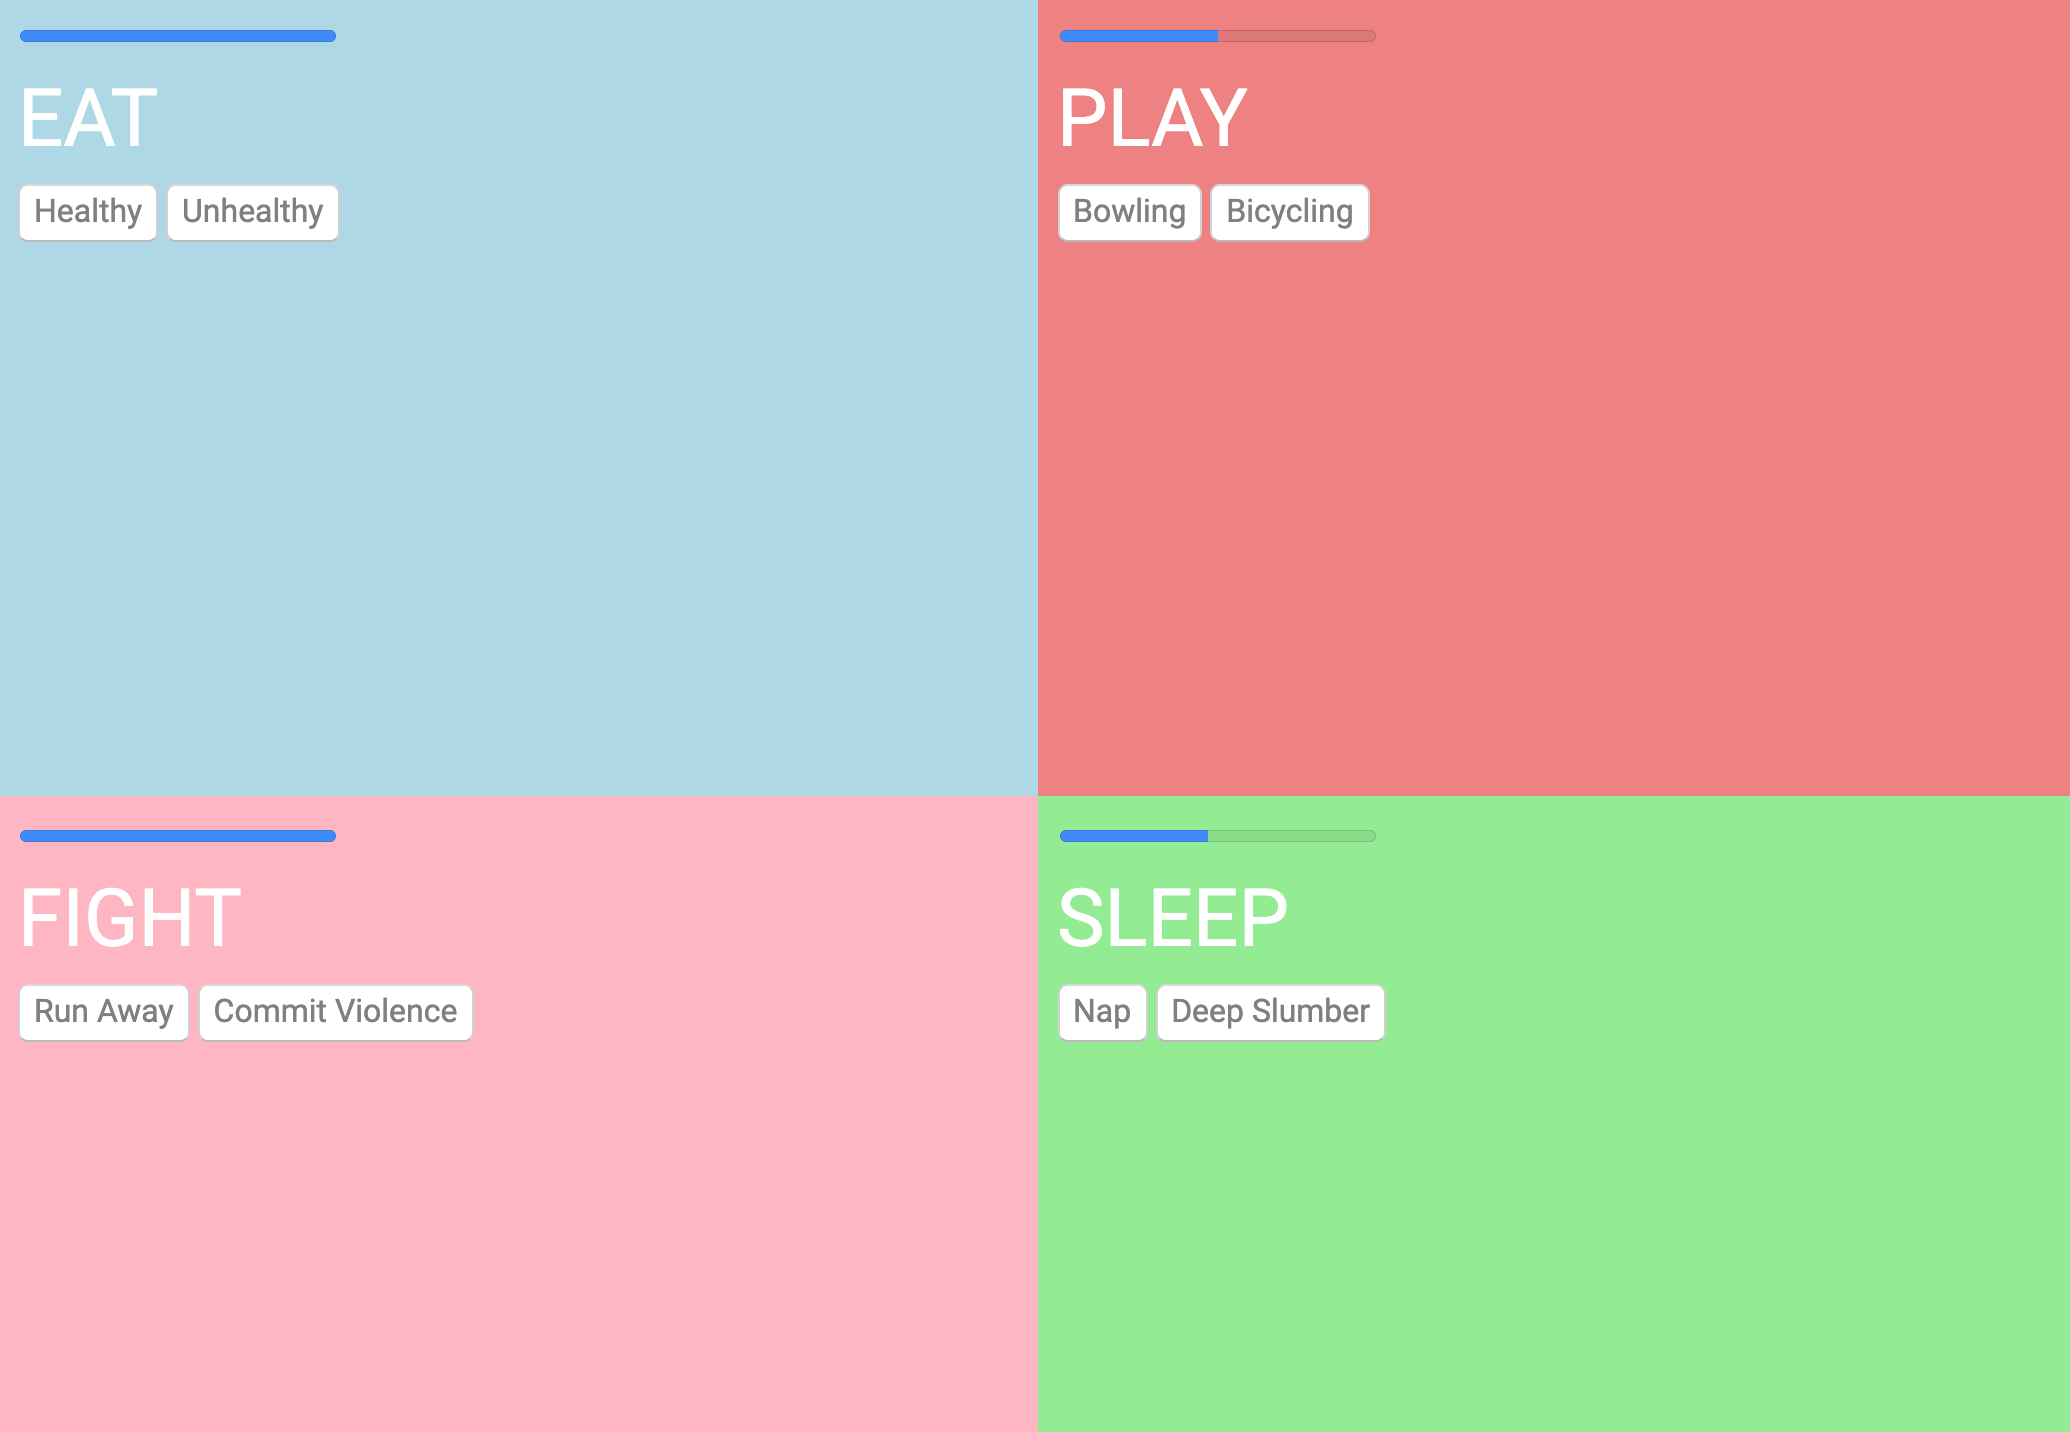 EAT
Healthy Unhealthy
PLAY
Bowling Bicycling
FIGHT
Run Away Commit Violence
SLEEP
Nap Deep Slumber